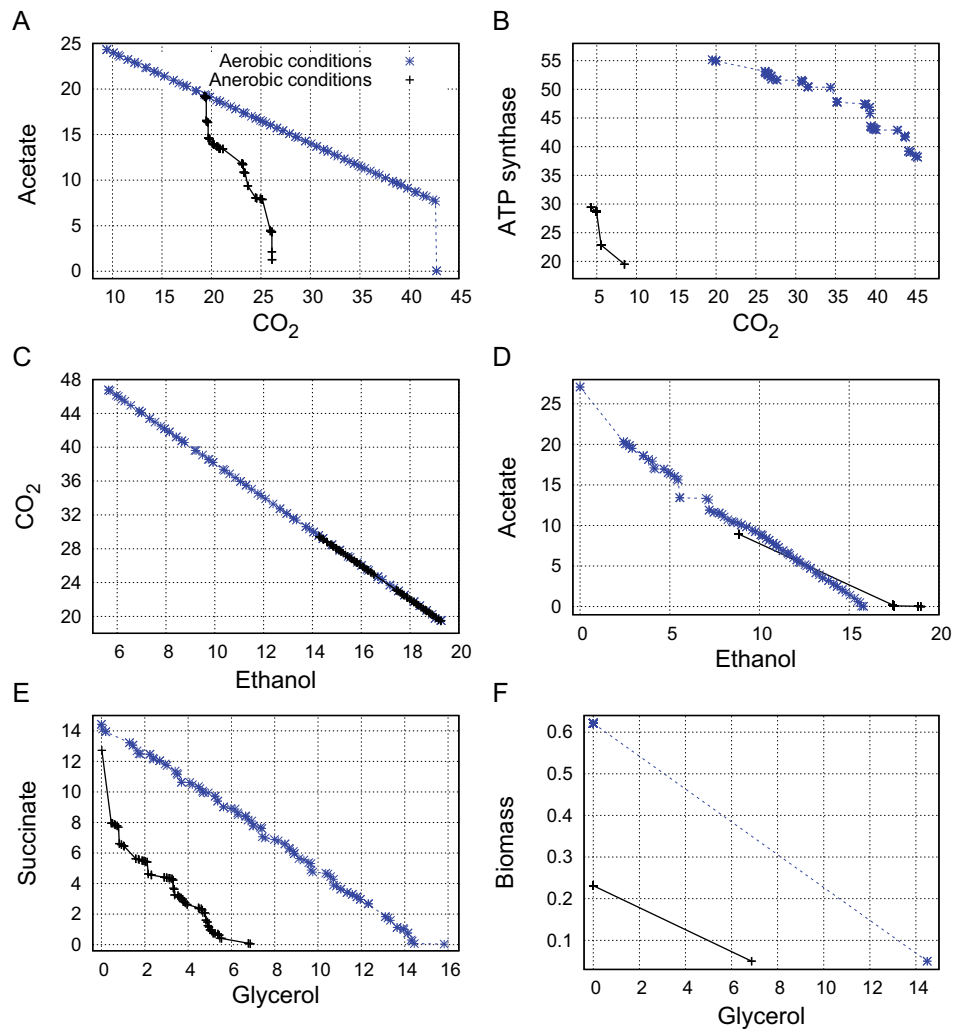 A
25
20
15
10
5
0
Acetate
Aerobic conditions
Anerobic conditions
10 15 20 25 30 35 40 45
CO2
B
55
50
45
40
35
30
25
20
ATP synthase
5 10 15 20 25 30 35 40 45
CO2
C
48
44
40
36
32
28
24
20
CO2
6 8 10 12 14 16 18 20
Ethanol
D
25
20
15
10
5
0
Acetate
0 5 10 15 20
Ethanol
E
14
12
10
8
6
4
2
0
Succinate
0 2 4 6 8 10 12 14 16
Glycerol
F
0.6
0.5
0.4
0.3
0.2
0.1
Biomass
0 2 4 6 8 10 12 14
Glycerol